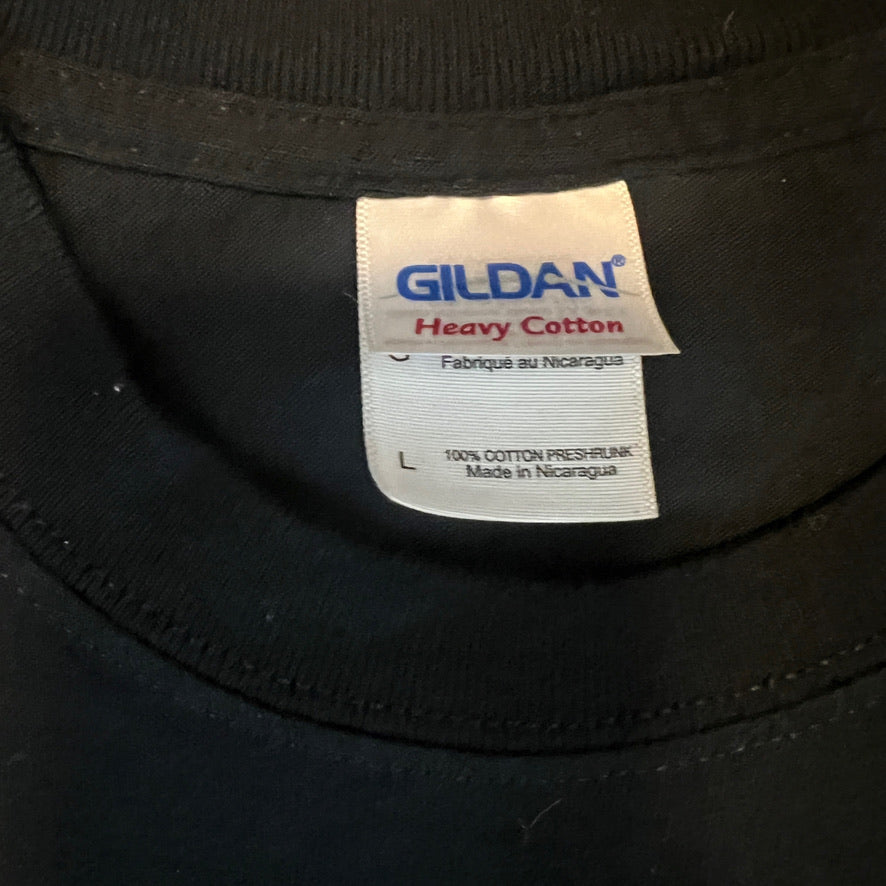 GILDAN®
Heavy Cotton
Fabriqué au Nicaragua
L
100% COTTON PRESHRUNK
Made in Nicaragua